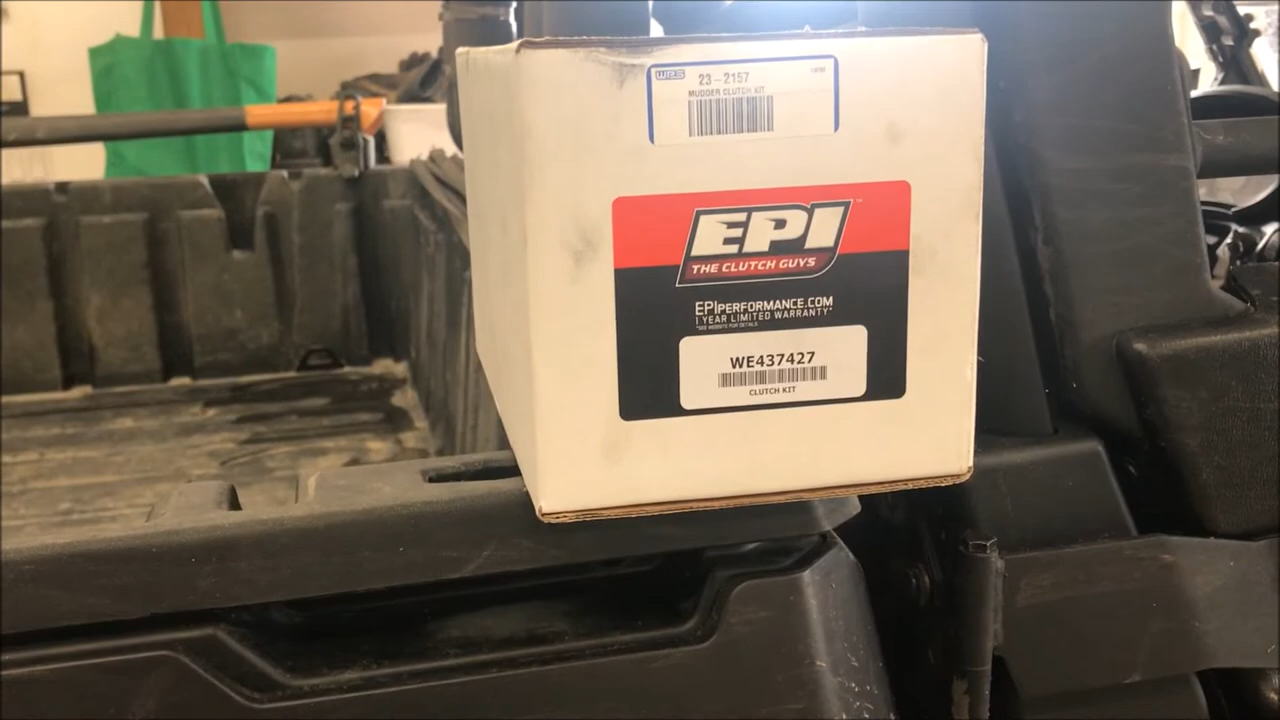 WPS 23-2157
MUDDER CLUTCH KIT
EPI
THE CLUTCH GUYS
EPIPERFORMANCE.COM
1 YEAR LIMITED WARRANTY*
*SEE WEBSITE FOR DETAILS.
WE437427
CLUTCH KIT